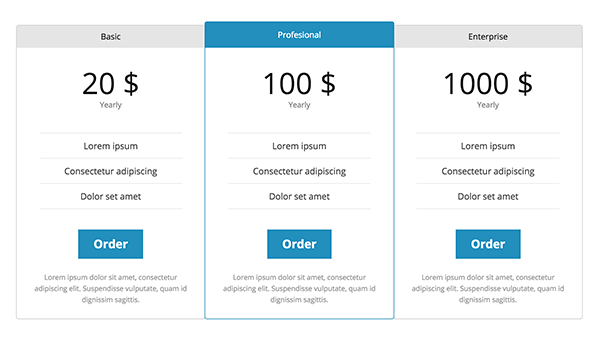 Basic
20 $
Yearly
Lorem ipsum
Consectetur adipiscing
Dolor set amet
Order
Lorem ipsum dolor sit amet, consectetur
adipiscing elit. Suspendisse vulputate, quam id
dignissim sagittis.
Profesional
100 $
Yearly
Lorem ipsum
Consectetur adipiscing
Dolor set amet
Order
Lorem ipsum dolor sit amet, consectetur
adipiscing elit. Suspendisse vulputate, quam id
dignissim sagittis.
Enterprise
1000 $
Yearly
Lorem ipsum
Consectetur adipiscing
Dolor set amet
Order
Lorem ipsum dolor sit amet, consectetur
adipiscing elit. Suspendisse vulputate, quam id
dignissim sagittis.